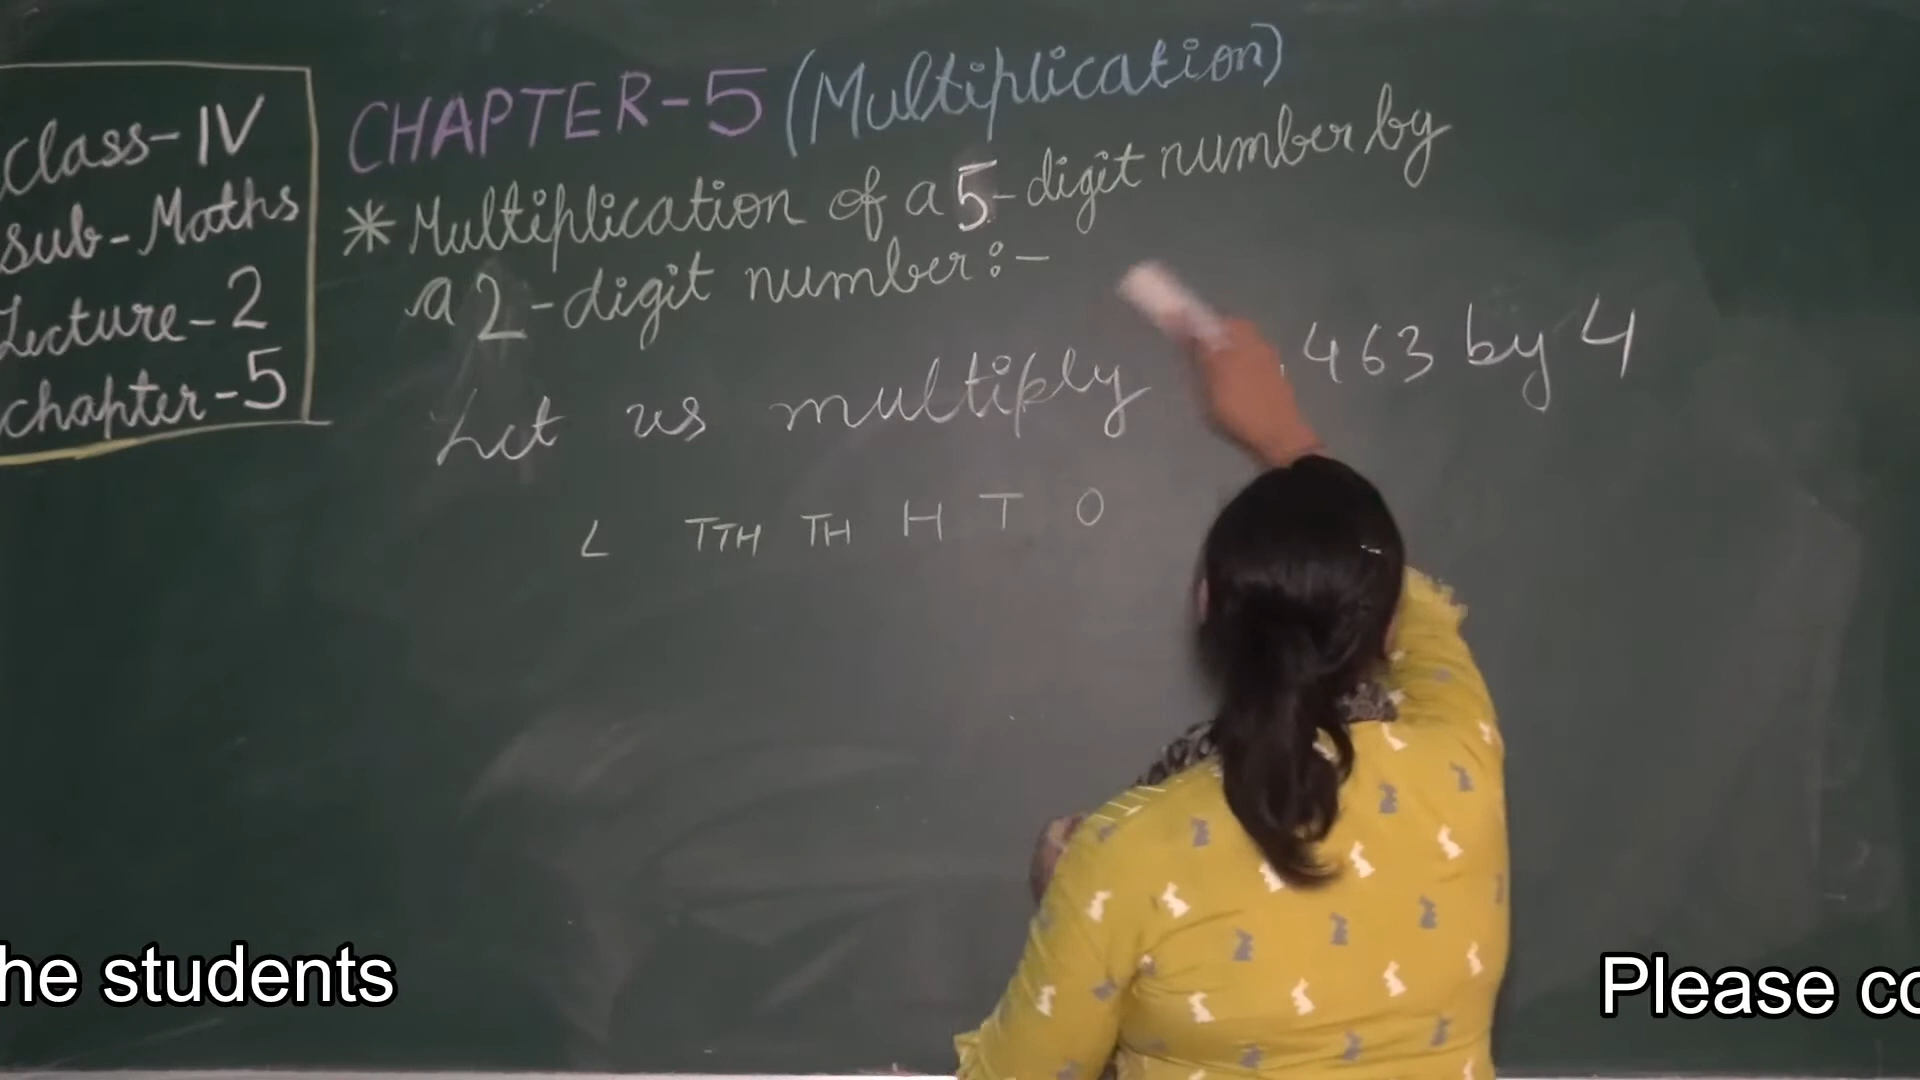 Class-IV
Sub-Maths
Lecture-2
Chapter-5
CHAPTER-5 (Multiplication)
* Multiplication of a 5-digit number by
a 2-digit number:-
Let us multiply ,463 by 4
L TTH TH H T O
he students
Please co